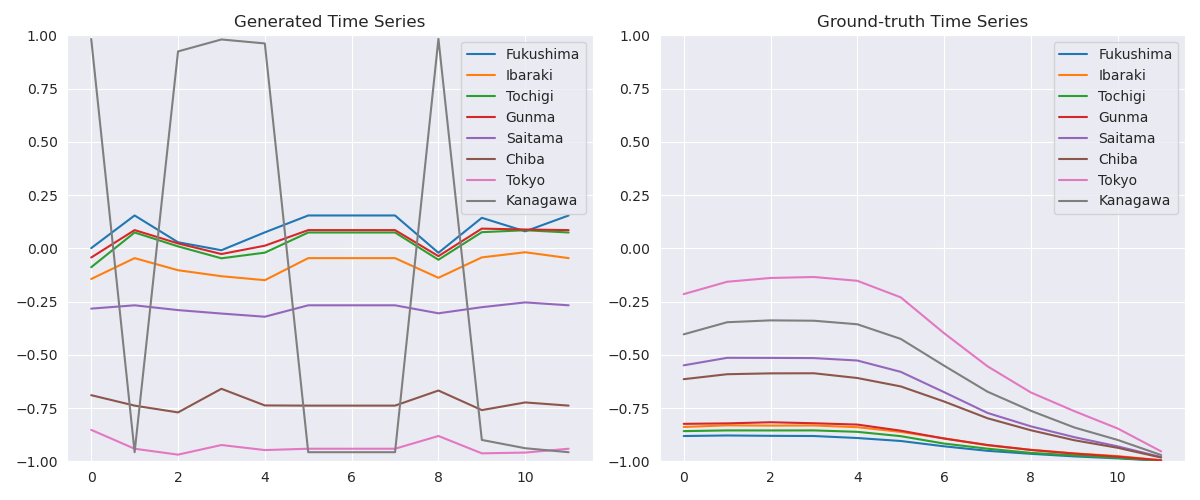 Generated Time Series
1.00
0.75
0.50
0.25
0.00
−0.25
−0.50
−0.75
−1.00
0 2 4 6 8 10
Fukushima
Ibaraki
Tochigi
Gunma
Saitama
Chiba
Tokyo
Kanagawa
Ground-truth Time Series
1.00
0.75
0.50
0.25
0.00
−0.25
−0.50
−0.75
−1.00
0 2 4 6 8 10
Fukushima
Ibaraki
Tochigi
Gunma
Saitama
Chiba
Tokyo
Kanagawa